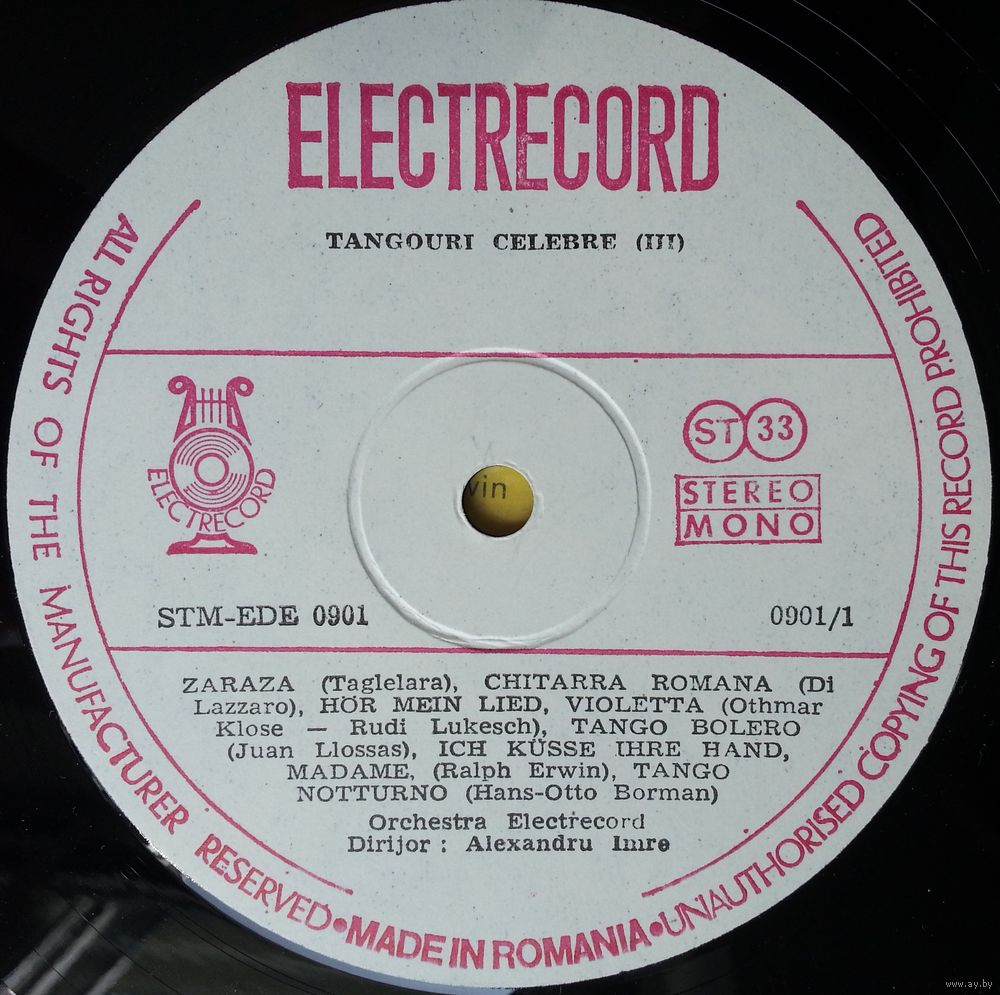 ELECTRECORD
TANGOURI CELEBRE (III)
ST 33
ELECTRECORD
STEREO
MONO
STM-EDE 0901
0901/1
ZARAZA (Taglelara), CHITARRA ROMANA (Di
Lazzaro), HÖR MEIN LIED, VIOLETTA (Othmar
Klose — Rudi Lukesch), TANGO BOLERO
(Juan Llossas), ICH KÜSSE IHRE HAND,
MADAME, (Ralph Erwin), TANGO
NOTTURNO (Hans-Otto Borman)
Orchestra Electrecord
Dirijor : Alexandru Imre
ALL RIGHTS OF THE MANUFACTURER RESERVED•MADE IN ROMANIA•UNAUTHORISED COPYING OF THIS RECORD PROHIBITED
www.ay.by